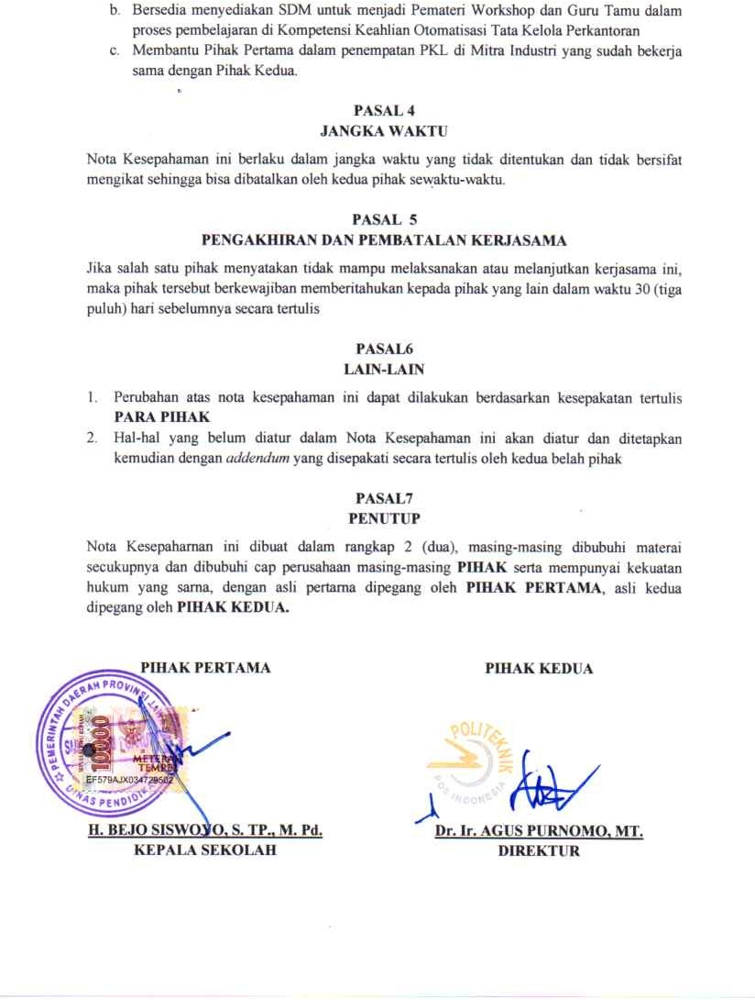 b. Bersedia menyediakan SDM untuk menjadi Pemateri Workshop dan Guru Tamu dalam
proses pembelajaran di Kompetensi Keahlian Otomatisasi Tata Kelola Perkantoran
c. Membantu Pihak Pertama dalam penempatan PKL di Mitra Industri yang sudah bekerja
sama dengan Pihak Kedua.
PASAL 4
JANGKA WAKTU
Nota Kesepahaman ini berlaku dalam jangka waktu yang tidak ditentukan dan tidak bersifat
mengikat sehingga bisa dibatalkan oleh kedua pihak sewaktu-waktu.
PASAL 5
PENGAKHIRAN DAN PEMBATALAN KERJASAMA
Jika salah satu pihak menyatakan tidak mampu melaksanakan atau melanjutkan kerjasama ini,
maka pihak tersebut berkewajiban memberitahukan kepada pihak yang lain dalam waktu 30 (tiga
puluh) hari sebelumnya secara tertulis
PASAL6
LAIN-LAIN
1. Perubahan atas nota kesepahaman ini dapat dilakukan berdasarkan kesepakatan tertulis
PARA PIHAK
2. Hal-hal yang belum diatur dalam Nota Kesepahaman ini akan diatur dan ditetapkan
kemudian dengan addendum yang disepakati secara tertulis oleh kedua belah pihak
PASAL7
PENUTUP
Nota Kesepaharnan ini dibuat dalam rangkap 2 (dua), masing-masing dibubuhi materai
secukupnya dan dibubuhi cap perusahaan masing-masing PIHAK serta mempunyai kekuatan
hukum yang sarna, dengan asli pertarna dipegang oleh PIHAK PERTAMA, asli kedua
dipegang oleh PIHAK KEDUA.
PIHAK PERTAMA
PIHAK KEDUA
PEMERINTAH DAERAH PROVINSI
DINAS PENDIDIKAN
10000
METERAI
TEMPEL
EF579AJX034729502
POLITEKNIK
POS INDONESIA
H. BEJO SISWOYO, S. TP., M. Pd.
KEPALA SEKOLAH
Dr. Ir. AGUS PURNOMO, MT.
DIREKTUR